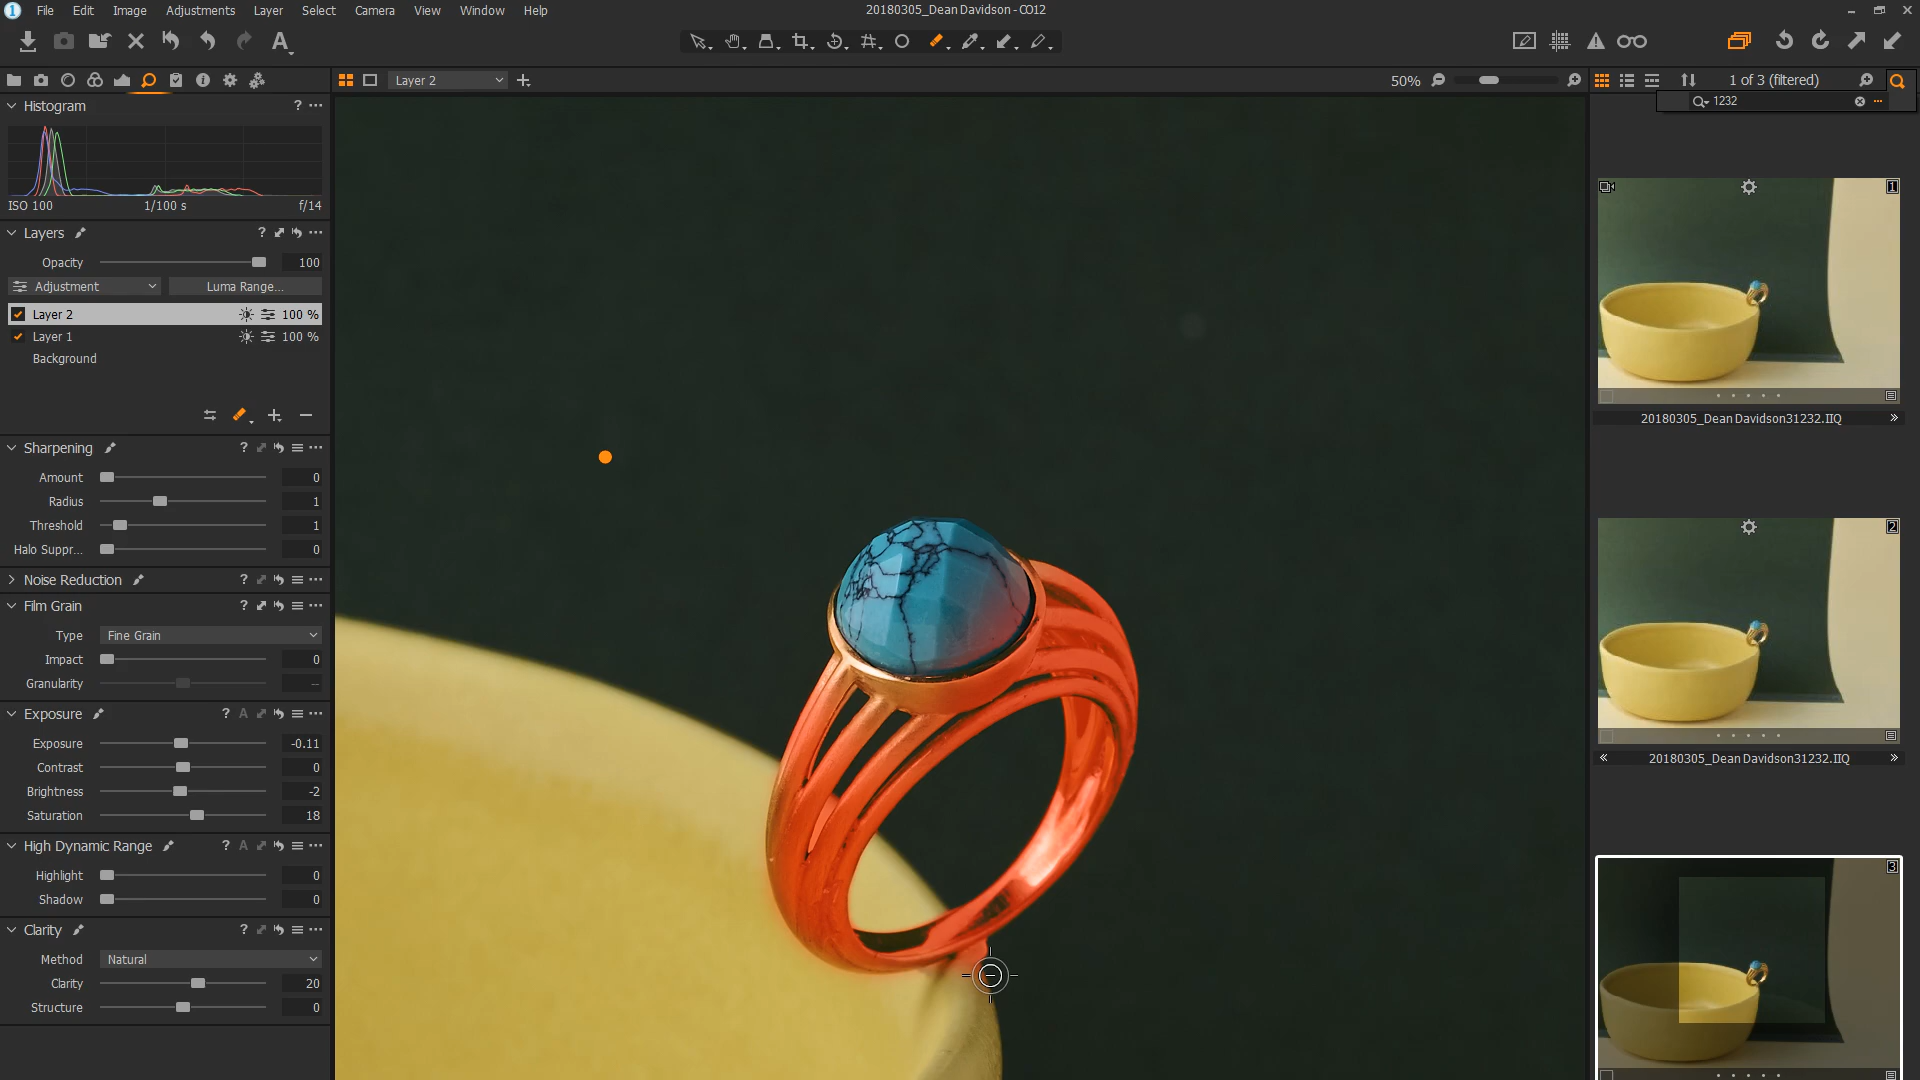 1 File Edit Image Adjustments Layer Select Camera View Window Help
20180305_Dean Davidson - CO12
A
Layer 2
50%
1 of 3 (filtered)
1232
Histogram ? ...
ISO 100 1/100 s f/14
Layers ? ...
Opacity 100
Adjustment Luma Range...
Layer 2 100 %
Layer 1 100 %
Background
Sharpening ? ...
Amount 0
Radius 1
Threshold 1
Halo Suppr... 0
Noise Reduction ? ...
Film Grain ? ...
Type Fine Grain
Impact 0
Granularity --
Exposure ? A ...
Exposure -0.11
Contrast 0
Brightness -2
Saturation 18
High Dynamic Range ? A ...
Highlight 0
Shadow 0
Clarity ? ...
Method Natural
Clarity 20
Structure 0
1
20180305_Dean Davidson31232.IIQ
2
20180305_Dean Davidson31232.IIQ
3